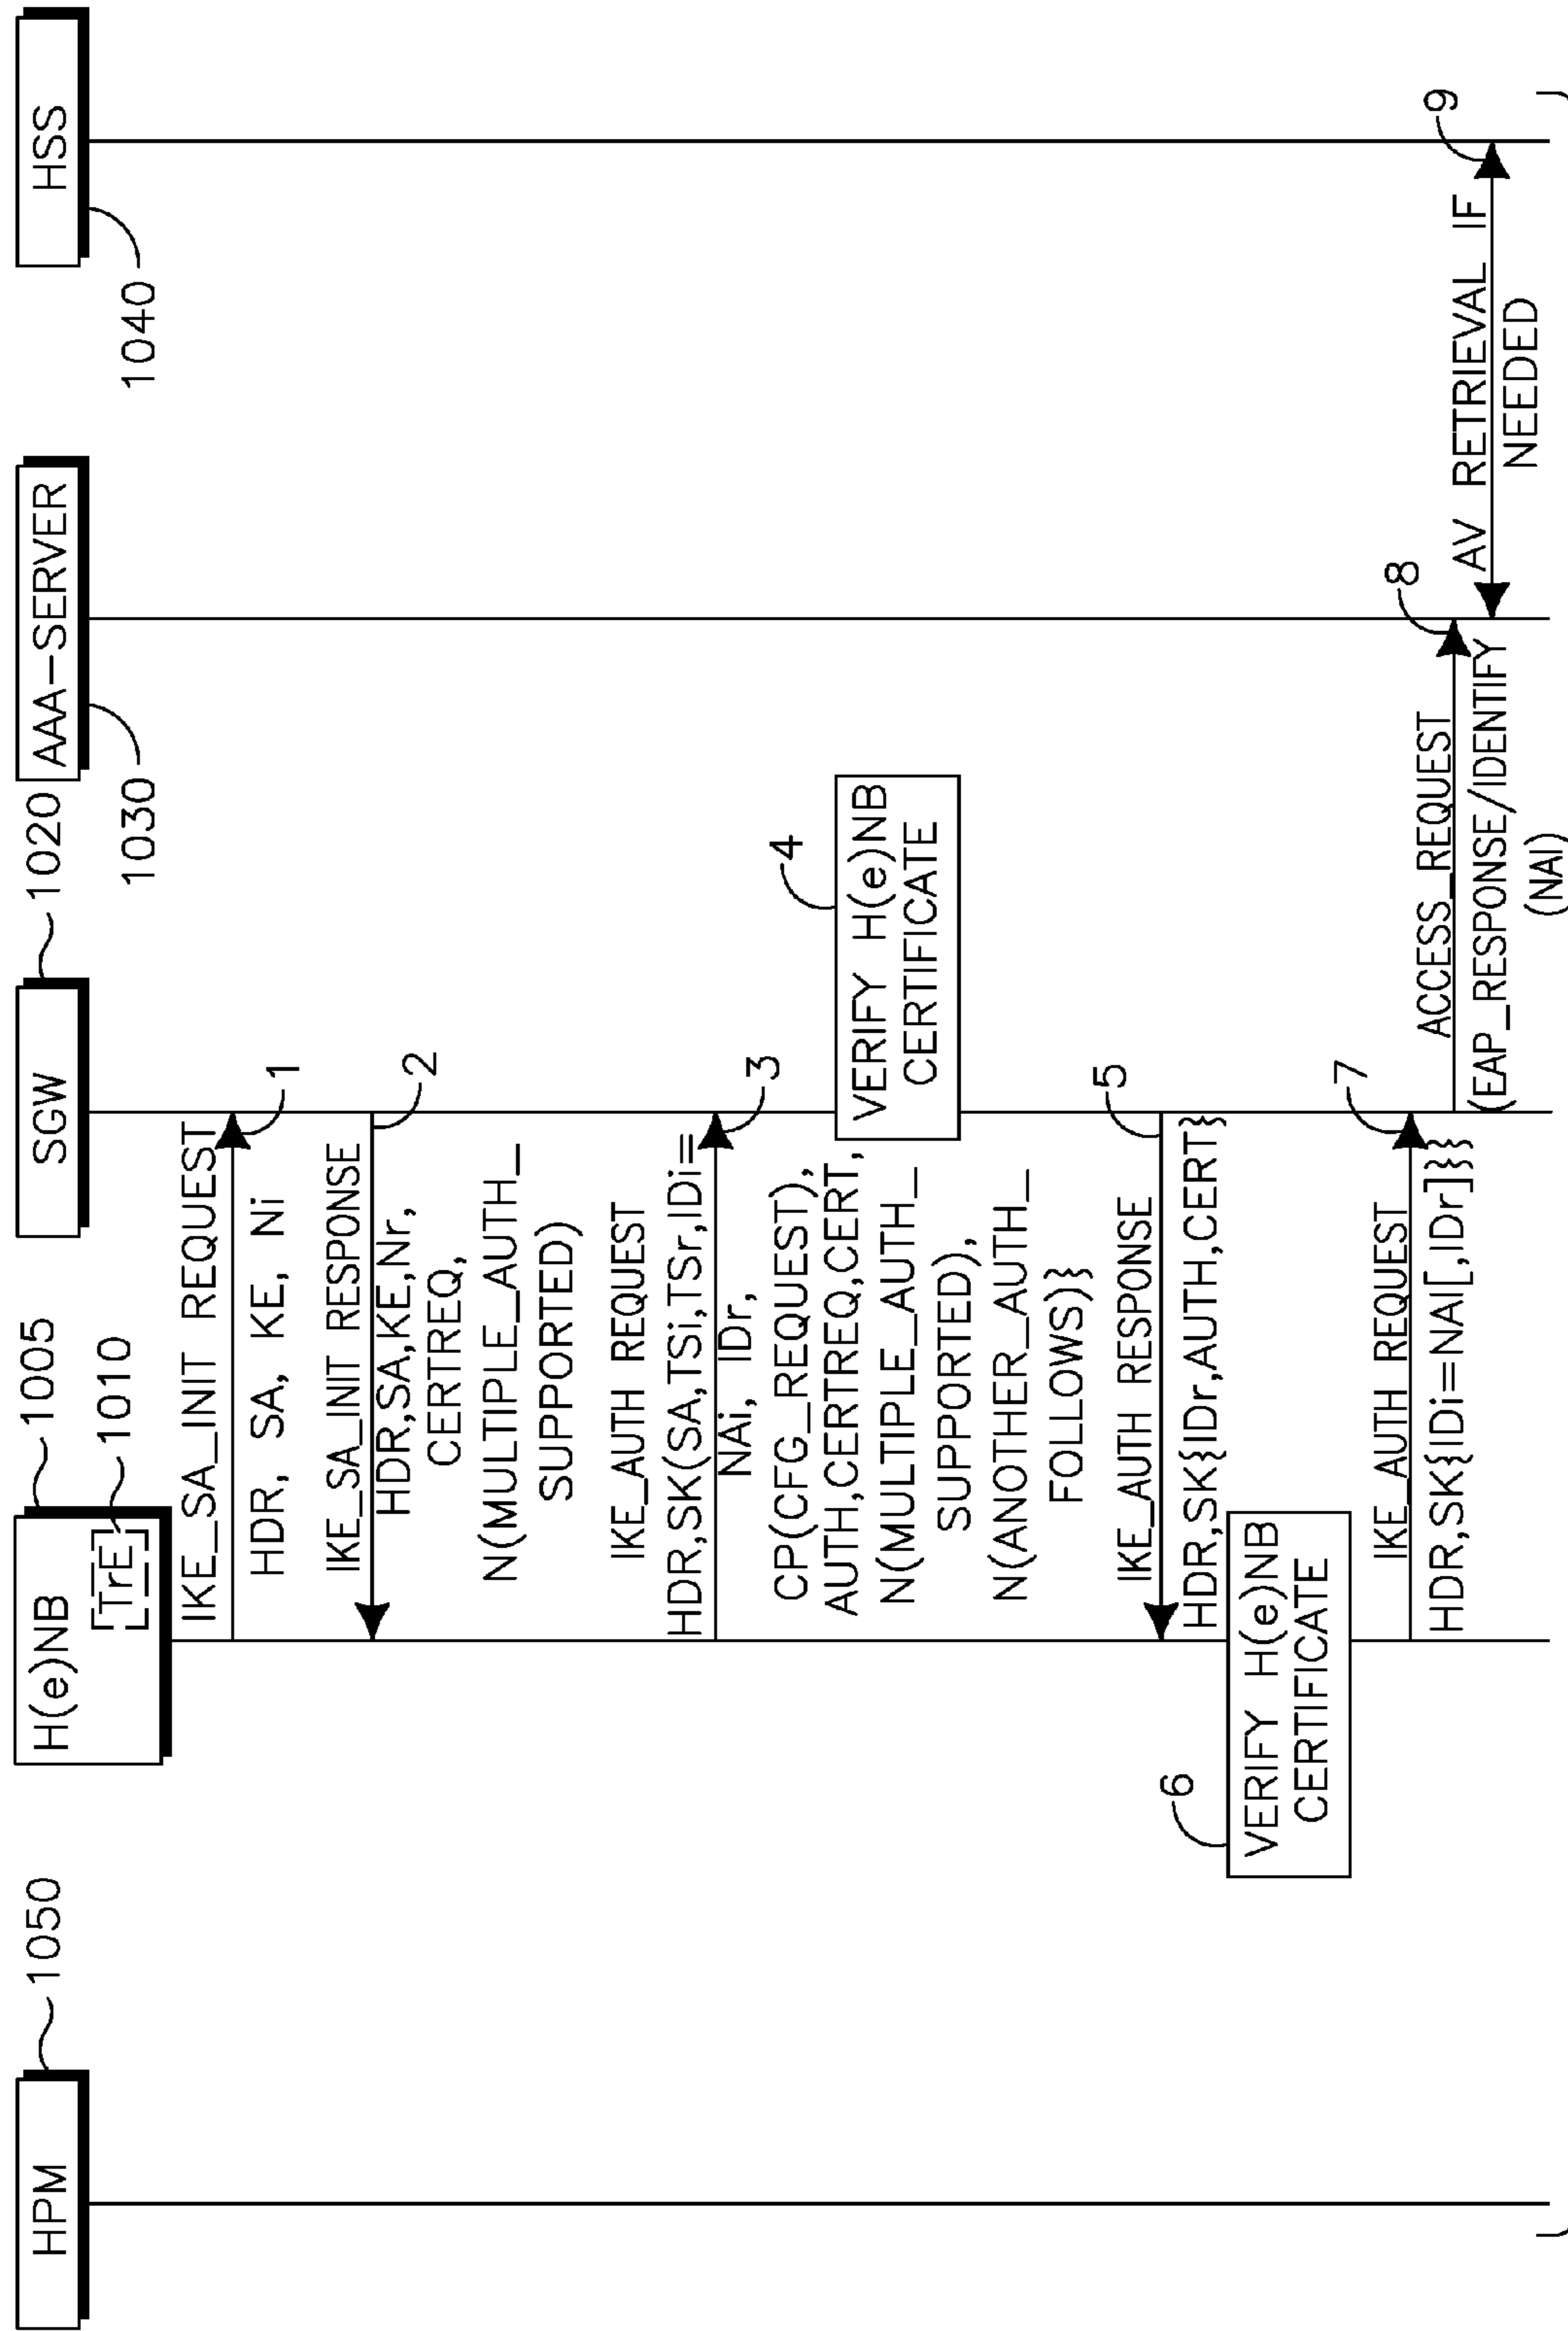 HPM
1050
H(e)NB
1005
TrE
1010
SGW
1020
AAA-SERVER
1030
HSS
1040
IKE_SA_INIT REQUEST
1
HDR, SA, KE, Ni
IKE_SA_INIT RESPONSE
2
HDR,SA,KE,Nr,
CERTREQ,
N(MULTIPLE_AUTH_
SUPPORTED)
IKE_AUTH REQUEST
HDR,SK(SA,TSi,TSr,IDi=
3
NAi, IDr,
CP(CFG_REQUEST),
AUTH,CERTREQ,CERT,
N(MULTIPLE_AUTH_
SUPPORTED),
N(ANOTHER_AUTH_
FOLLOWS)}
4
VERIFY H(e)NB
CERTIFICATE
IKE_AUTH RESPONSE
5
HDR,SK{IDr,AUTH,CERT}
6
VERIFY H(e)NB
CERTIFICATE
IKE_AUTH REQUEST
7
HDR,SK{IDi=NAI[,IDr]}}
ACCESS_REQUEST
8
(EAP_RESPONSE/IDENTIFY
(NAI)
AV RETRIEVAL IF
9
NEEDED